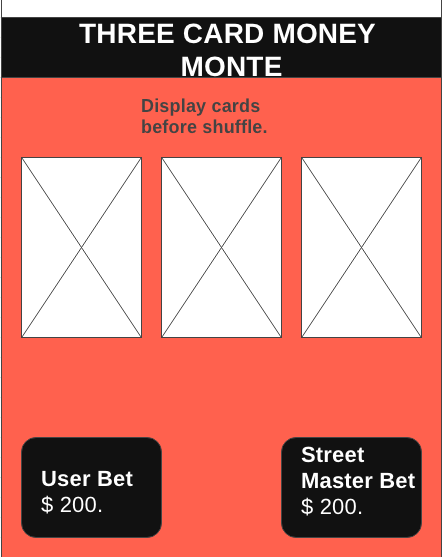 THREE CARD MONEY
MONTE
Display cards
before shuffle.
User Bet
$ 200.
Street
Master Bet
$ 200.